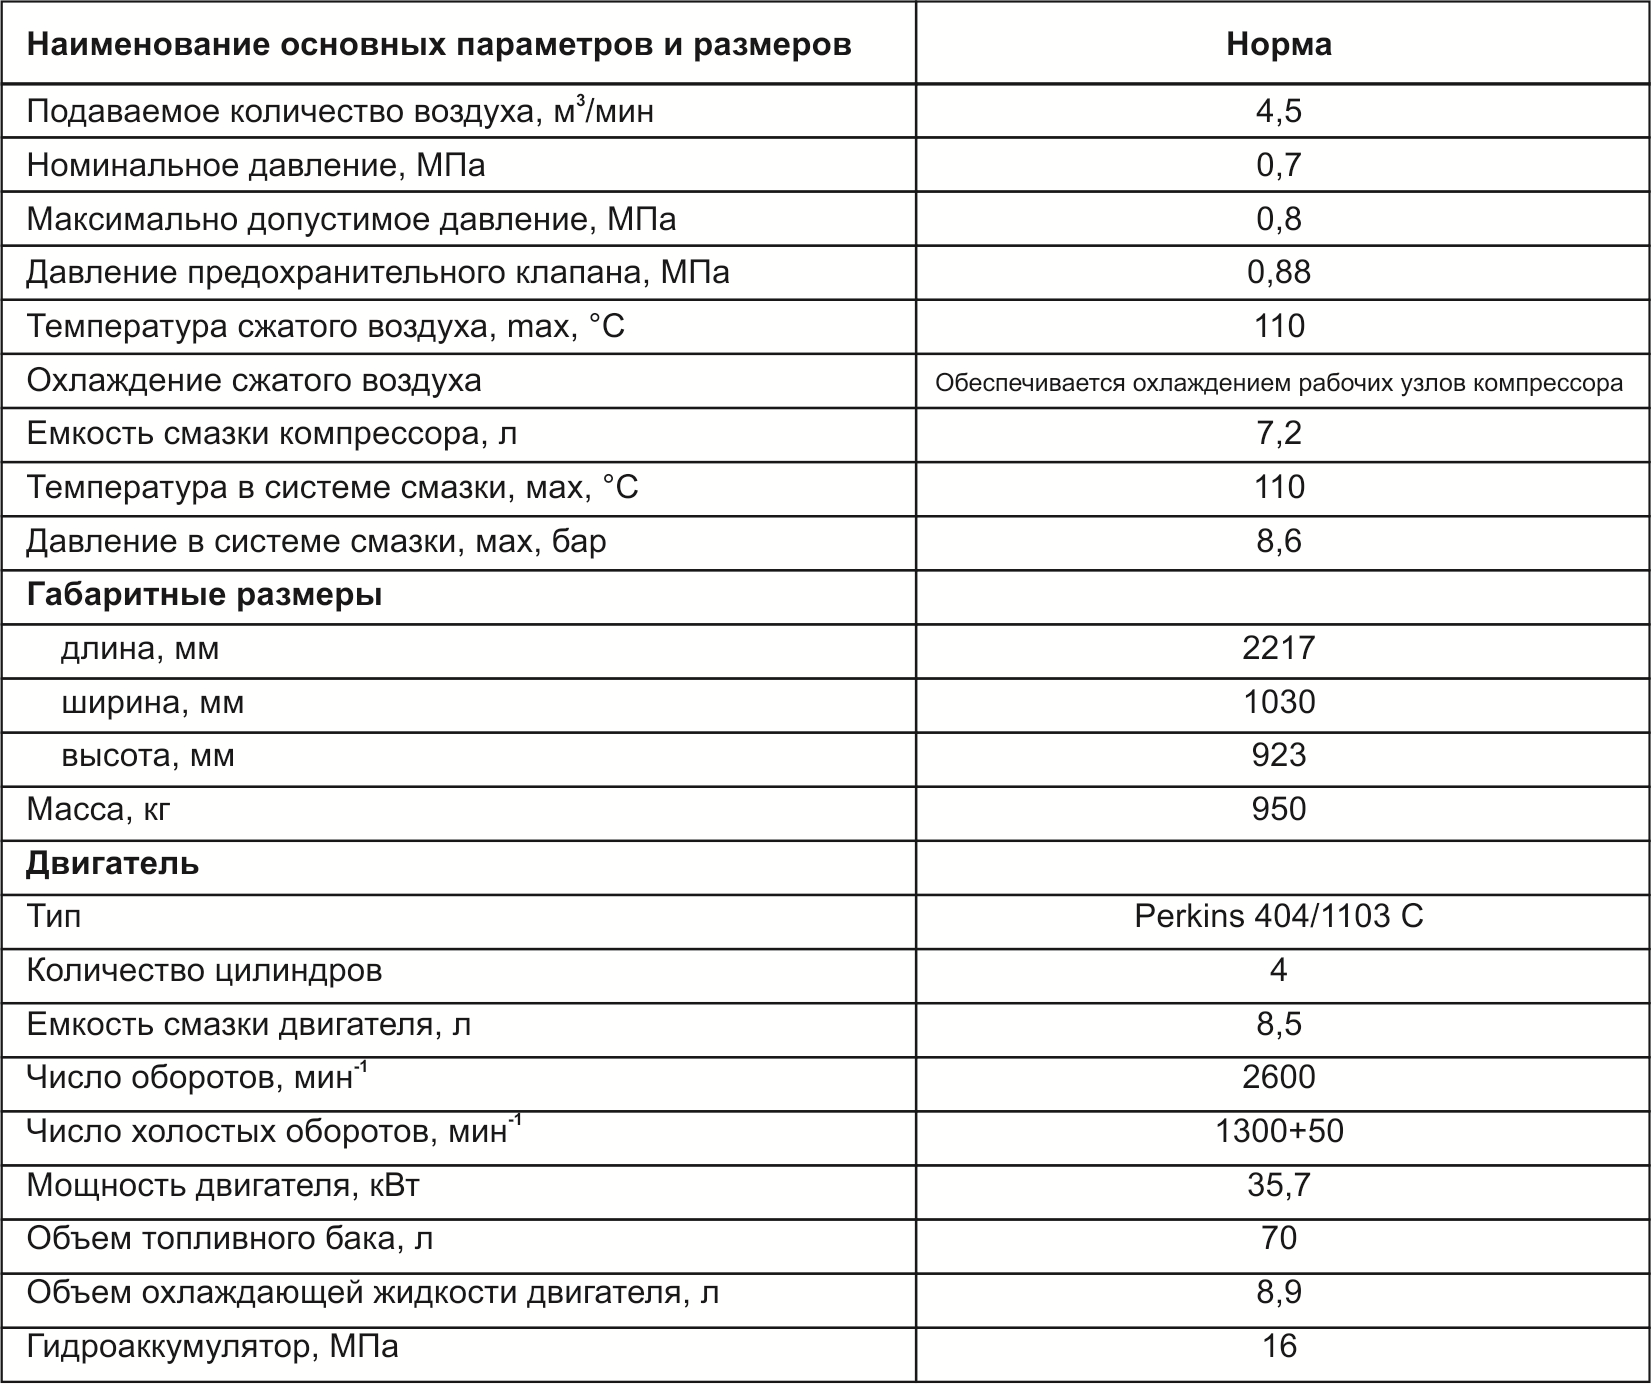 Наименование основных параметров и размеров Норма
Подаваемое количество воздуха, м³/мин 4,5
Номинальное давление, МПа 0,7
Максимально допустимое давление, МПа 0,8
Давление предохранительного клапана, МПа 0,88
Температура сжатого воздуха, max, °С 110
Охлаждение сжатого воздуха Обеспечивается охлаждением рабочих узлов компрессора
Емкость смазки компрессора, л 7,2
Температура в системе смазки, мах, °С 110
Давление в системе смазки, мах, бар 8,6
Габаритные размеры
длина, мм 2217
ширина, мм 1030
высота, мм 923
Масса, кг 950
Двигатель
Тип Perkins 404/1103 C
Количество цилиндров 4
Емкость смазки двигателя, л 8,5
Число оборотов, мин⁻¹ 2600
Число холостых оборотов, мин⁻¹ 1300+50
Мощность двигателя, кВт 35,7
Объем топливного бака, л 70
Объем охлаждающей жидкости двигателя, л 8,9
Гидроаккумулятор, МПа 16